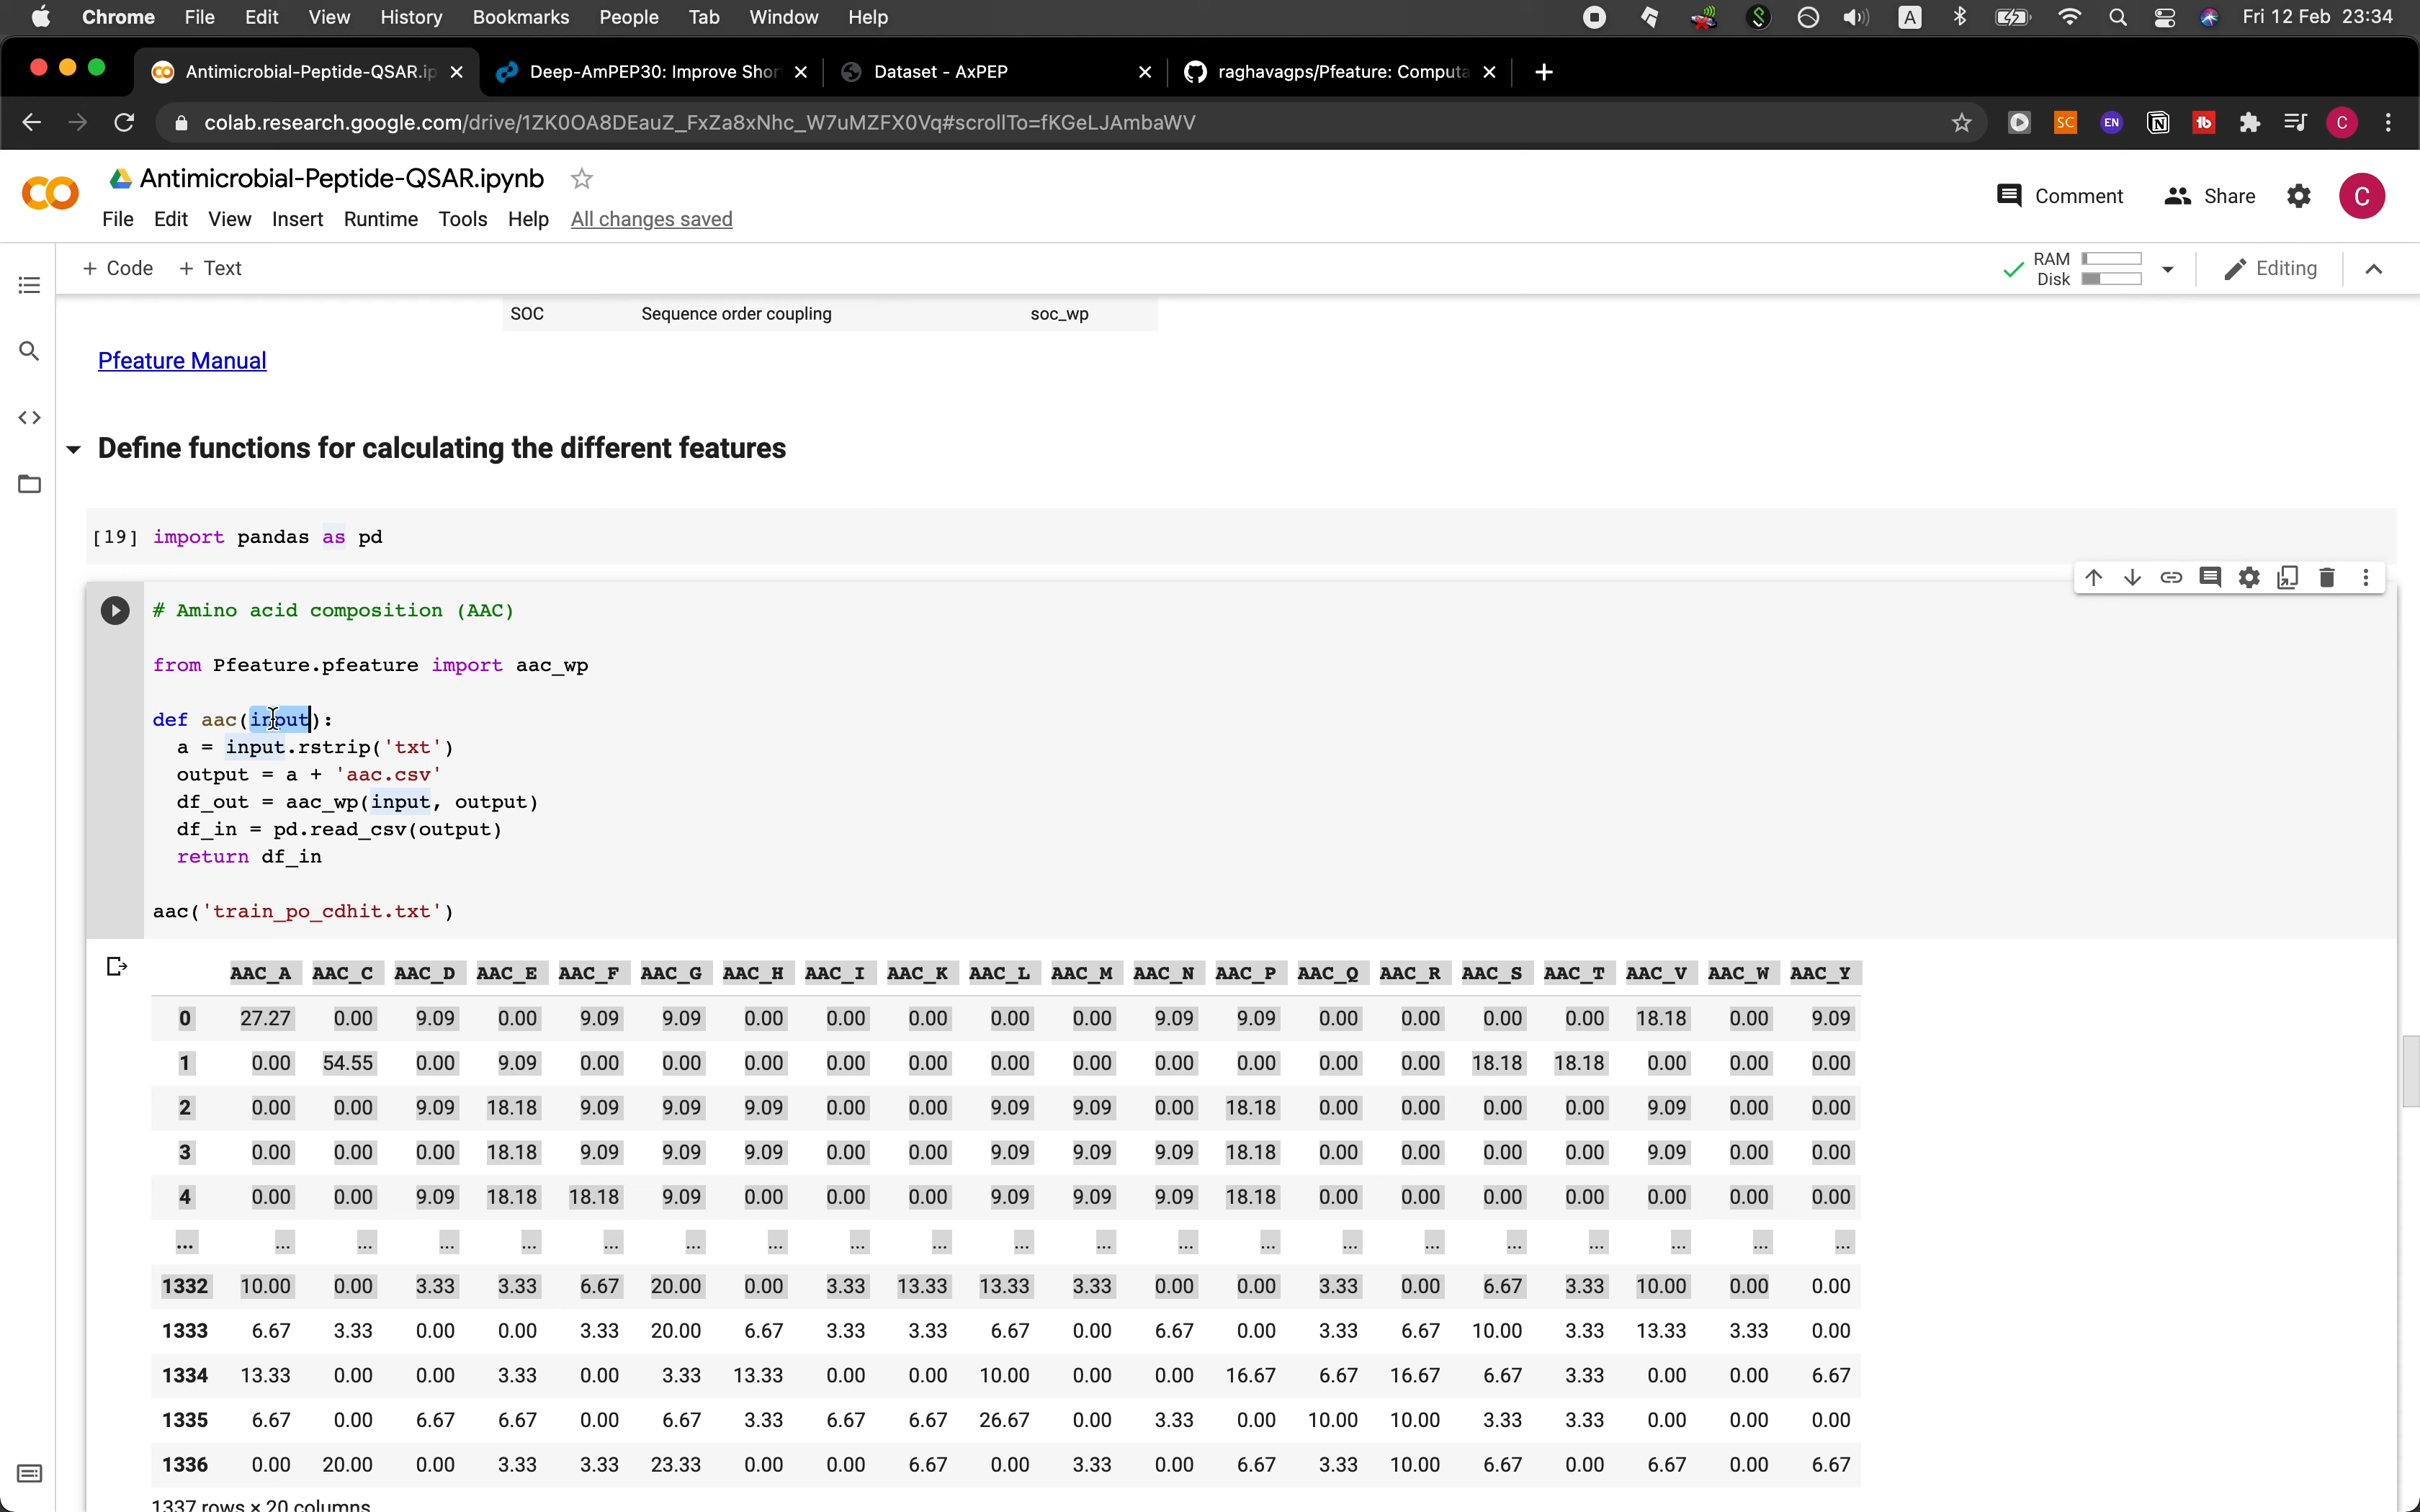 Chrome File Edit View History Bookmarks People Tab Window Help A Fri 12 Feb 23:34
Antimicrobial-Peptide-QSAR.ip Deep-AmPEP30: Improve Shor Dataset - AxPEP raghavagps/Pfeature: Computa
colab.research.google.com/drive/1ZK0OA8DEauZ_FxZa8xNhc_W7uMZFX0Vq#scrollTo=fKGeLJAmbaWV SC EN C
Antimicrobial-Peptide-QSAR.ipynb
Comment Share C
File Edit View Insert Runtime Tools Help All changes saved
+ Code + Text RAM Disk Editing
SOC Sequence order coupling soc_wp
Pfeature Manual
Define functions for calculating the different features
[19] import pandas as pd
# Amino acid composition (AAC)
from Pfeature.pfeature import aac_wp
def aac(input):
a = input.rstrip('txt')
output = a + 'aac.csv'
df_out = aac_wp(input, output)
df_in = pd.read_csv(output)
return df_in
aac('train_po_cdhit.txt')
AAC_A AAC_C AAC_D AAC_E AAC_F AAC_G AAC_H AAC_I AAC_K AAC_L AAC_M AAC_N AAC_P AAC_Q AAC_R AAC_S AAC_T AAC_V AAC_W AAC_Y
0 27.27 0.00 9.09 0.00 9.09 9.09 0.00 0.00 0.00 0.00 0.00 9.09 9.09 0.00 0.00 0.00 0.00 18.18 0.00 9.09
1 0.00 54.55 0.00 9.09 0.00 0.00 0.00 0.00 0.00 0.00 0.00 0.00 0.00 0.00 0.00 18.18 18.18 0.00 0.00 0.00
2 0.00 0.00 9.09 18.18 9.09 9.09 9.09 0.00 0.00 9.09 9.09 0.00 18.18 0.00 0.00 0.00 0.00 9.09 0.00 0.00
3 0.00 0.00 0.00 18.18 9.09 9.09 9.09 0.00 0.00 9.09 9.09 9.09 18.18 0.00 0.00 0.00 0.00 9.09 0.00 0.00
4 0.00 0.00 9.09 18.18 18.18 9.09 0.00 0.00 0.00 9.09 9.09 9.09 18.18 0.00 0.00 0.00 0.00 0.00 0.00 0.00
... ... ... ... ... ... ... ... ... ... ... ... ... ... ... ... ... ... ... ... ...
1332 10.00 0.00 3.33 3.33 6.67 20.00 0.00 3.33 13.33 13.33 3.33 0.00 0.00 3.33 0.00 6.67 3.33 10.00 0.00 0.00
1333 6.67 3.33 0.00 0.00 3.33 20.00 6.67 3.33 3.33 6.67 0.00 6.67 0.00 3.33 6.67 10.00 3.33 13.33 3.33 0.00
1334 13.33 0.00 0.00 3.33 0.00 3.33 13.33 0.00 0.00 10.00 0.00 0.00 16.67 6.67 16.67 6.67 3.33 0.00 0.00 6.67
1335 6.67 0.00 6.67 6.67 0.00 6.67 3.33 6.67 6.67 26.67 0.00 3.33 0.00 10.00 10.00 3.33 3.33 0.00 0.00 0.00
1336 0.00 20.00 0.00 3.33 3.33 23.33 0.00 0.00 6.67 0.00 3.33 0.00 6.67 3.33 10.00 6.67 0.00 6.67 0.00 6.67
1337 rows × 20 columns